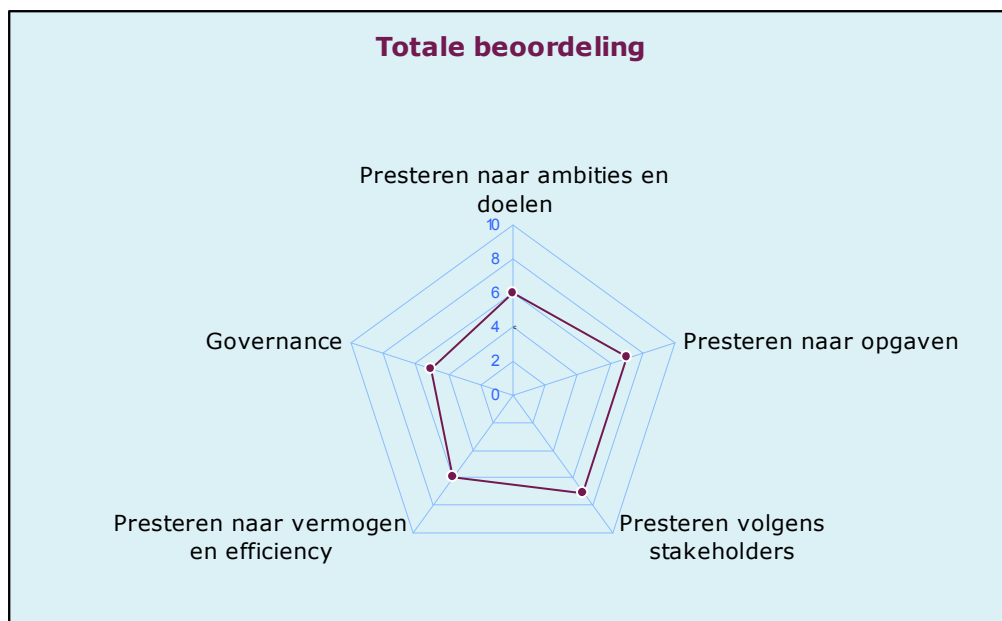 Totale beoordeling
Presteren naar ambities en
doelen
10
8
6
4
2
0
Governance
Presteren naar opgaven
Presteren naar vermogen
en efficiency
Presteren volgens
stakeholders